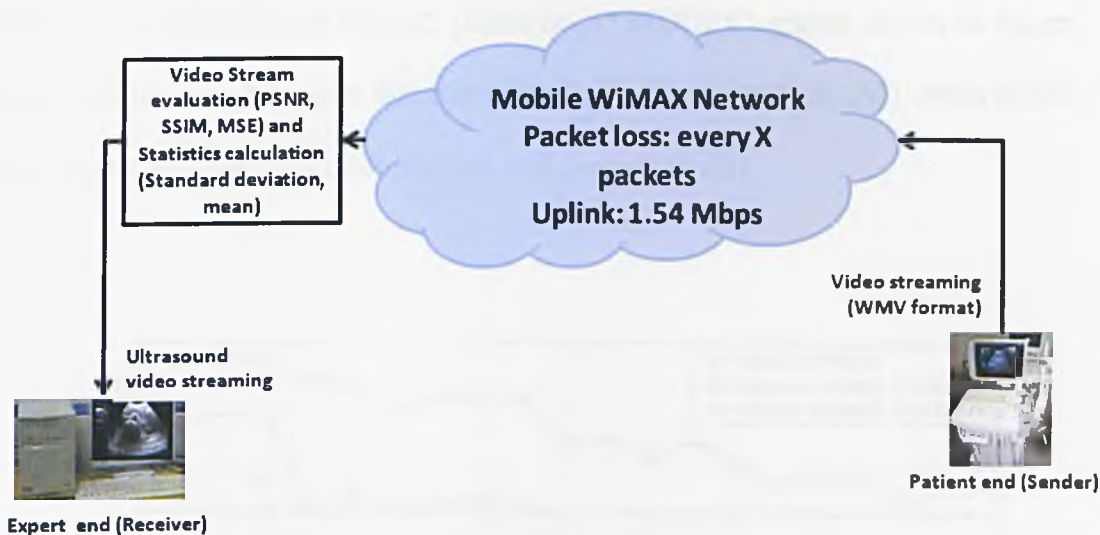 Video Stream
evaluation (PSNR,
SSIM, MSE) and
Statistics calculation
(Standard deviation,
mean)
Mobile WiMAX Network
Packet loss: every X
packets
Uplink: 1.54 Mbps
Video streaming
(WMV format)
Ultrasound
video streaming
Patient end (Sender)
Expert end (Receiver)